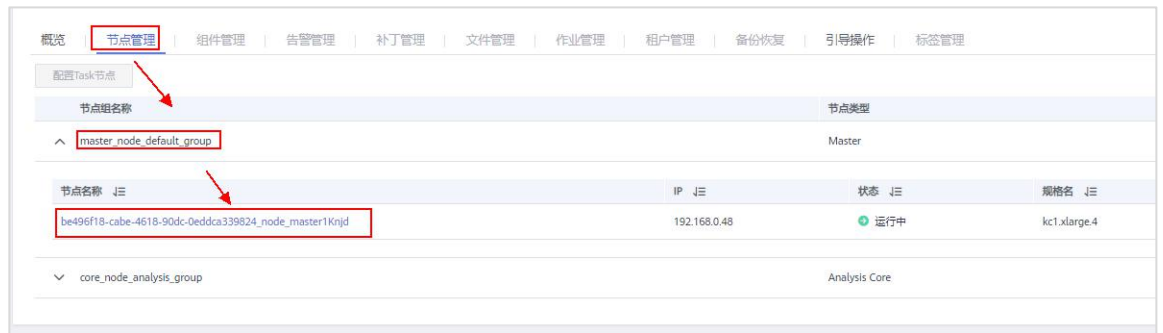 概览 节点管理 组件管理 告警管理 补丁管理 文件管理 作业管理 租户管理 备份恢复 引导操作 标签管理
配置Task节点
节点组名称 节点类型
master_node_default_group Master
节点名称 IP 状态 规格名
be496f18-cabe-4618-90dc-0eddca339824_node_master1Knjd 192.168.0.48 运行中 kc1.xlarge.4
core_node_analysis_group Analysis Core